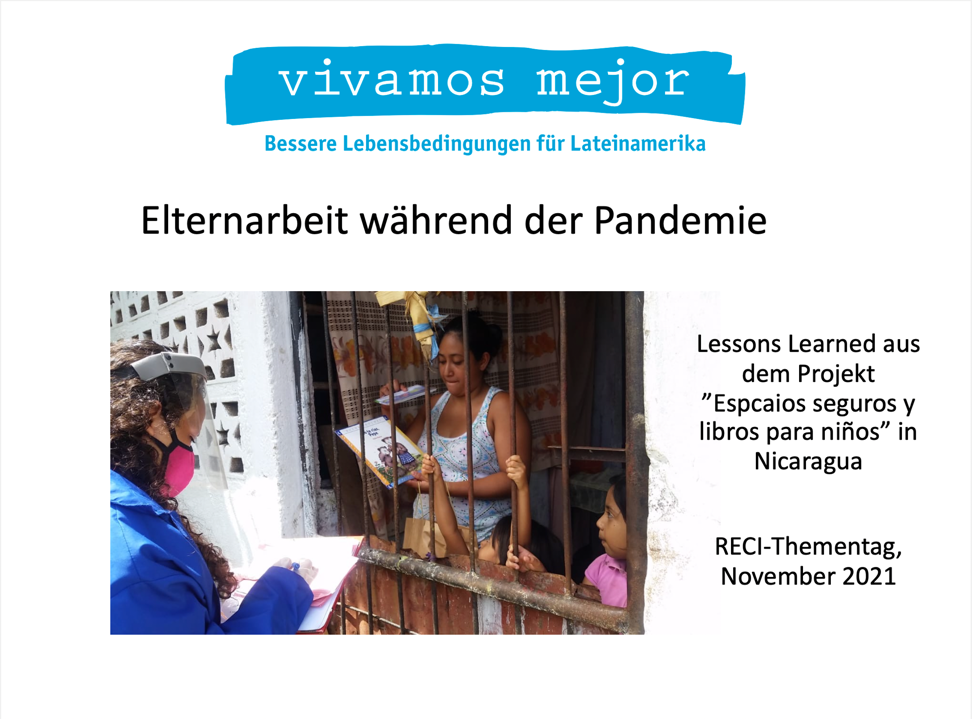 vivamos mejor
Bessere Lebensbedingungen für Lateinamerika
Elternarbeit während der Pandemie
Lessons Learned aus
dem Projekt
”Espcaios seguros y
libros para niños” in
Nicaragua
RECI-Thementag,
November 2021